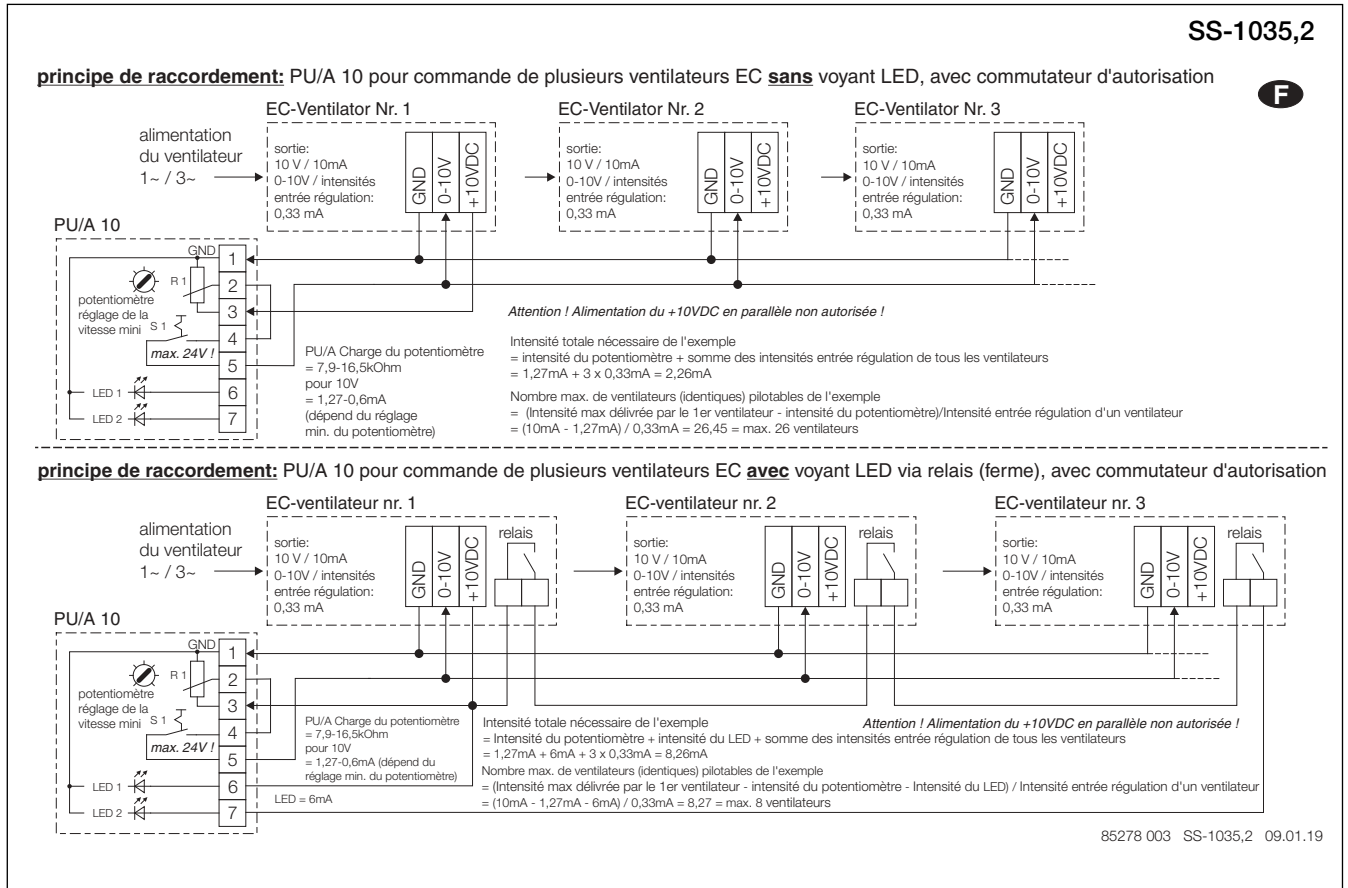 SS-1035,2
principe de raccordement: PU/A 10 pour commande de plusieurs ventilateurs EC sans voyant LED, avec commutateur d'autorisation
F
alimentation
du ventilateur
1~ / 3~
EC-Ventilator Nr. 1
sortie:
10 V / 10mA
0-10V / intensités
entrée régulation:
0,33 mA
GND
0-10V
+10VDC
EC-Ventilator Nr. 2
sortie:
10 V / 10mA
0-10V / intensités
entrée régulation:
0,33 mA
GND
0-10V
+10VDC
EC-Ventilator Nr. 3
sortie:
10 V / 10mA
0-10V / intensités
entrée régulation:
0,33 mA
GND
0-10V
+10VDC
PU/A 10
GND
R 1
potentiomètre
réglage de la
vitesse mini
S 1
max. 24V !
LED 1
LED 2
1
2
3
4
5
6
7
PU/A Charge du potentiomètre
= 7,9-16,5kOhm
pour 10V
= 1,27-0,6mA
(dépend du réglage
min. du potentiomètre)
Attention ! Alimentation du +10VDC en parallèle non autorisée !
Intensité totale nécessaire de l'exemple
= intensité du potentiomètre + somme des intensités entrée régulation de tous les ventilateurs
= 1,27mA + 3 x 0,33mA = 2,26mA
Nombre max. de ventilateurs (identiques) pilotables de l'exemple
= (Intensité max délivrée par le 1er ventilateur - intensité du potentiomètre)/Intensité entrée régulation d'un ventilateur
= (10mA - 1,27mA) / 0,33mA = 26,45 = max. 26 ventilateurs
principe de raccordement: PU/A 10 pour commande de plusieurs ventilateurs EC avec voyant LED via relais (ferme), avec commutateur d'autorisation
alimentation
du ventilateur
1~ / 3~
EC-ventilateur nr. 1
sortie:
10 V / 10mA
0-10V / intensités
entrée régulation:
0,33 mA
GND
0-10V
+10VDC
relais
EC-ventilateur nr. 2
sortie:
10 V / 10mA
0-10V / intensités
entrée régulation:
0,33 mA
GND
0-10V
+10VDC
relais
EC-ventilateur nr. 3
sortie:
10 V / 10mA
0-10V / intensités
entrée régulation:
0,33 mA
GND
0-10V
+10VDC
relais
PU/A 10
GND
R 1
potentiomètre
réglage de la
vitesse mini
S 1
max. 24V !
LED 1
LED 2
1
2
3
4
5
6
7
PU/A Charge du potentiomètre
= 7,9-16,5kOhm
pour 10V
= 1,27-0,6mA (dépend du
réglage min. du potentiomètre)
LED = 6mA
Attention ! Alimentation du +10VDC en parallèle non autorisée !
Intensité totale nécessaire de l'exemple
= Intensité du potentiomètre + intensité du LED + somme des intensités entrée régulation de tous les ventilateurs
= 1,27mA + 6mA + 3 x 0,33mA = 8,26mA
Nombre max. de ventilateurs (identiques) pilotables de l'exemple
= (Intensité max délivrée par le 1er ventilateur - intensité du potentiomètre - Intensité du LED) / Intensité entrée régulation d'un ventilateur
= (10mA - 1,27mA - 6mA) / 0,33mA = 8,27 = max. 8 ventilateurs
85278 003 SS-1035,2 09.01.19